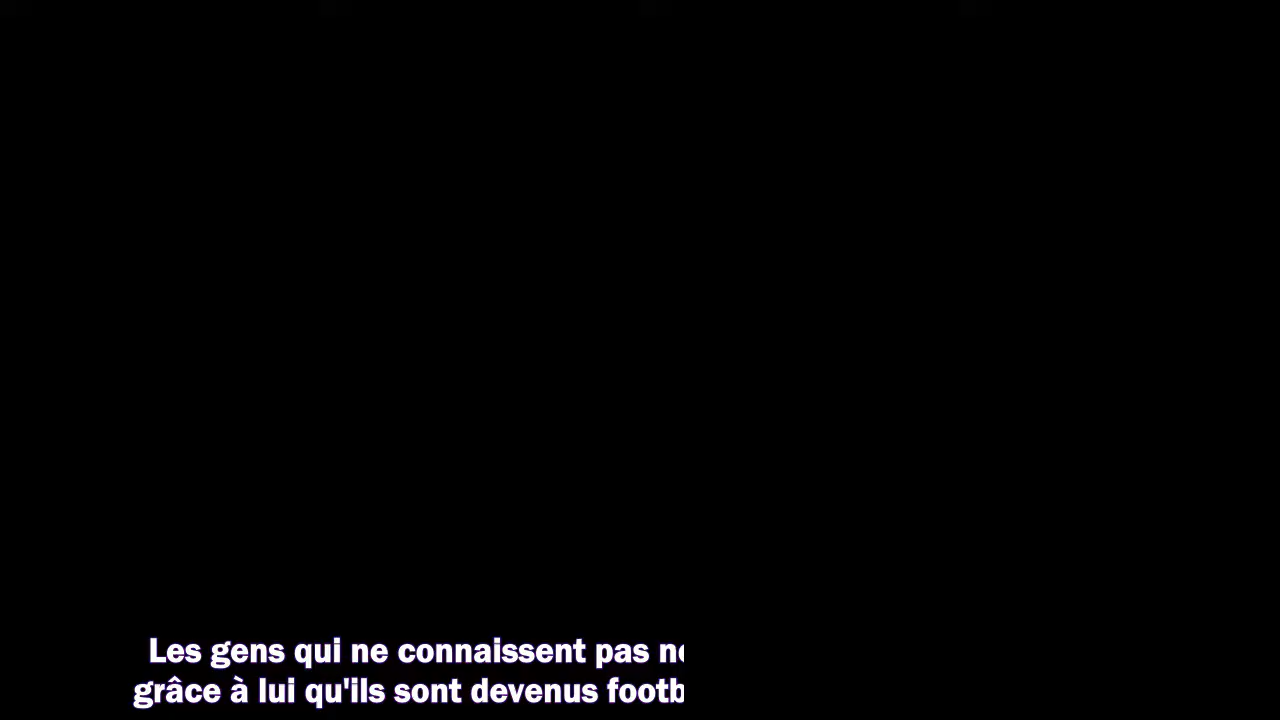 Les gens qui ne connaissent pas
grâce à lui qu'ils sont devenus